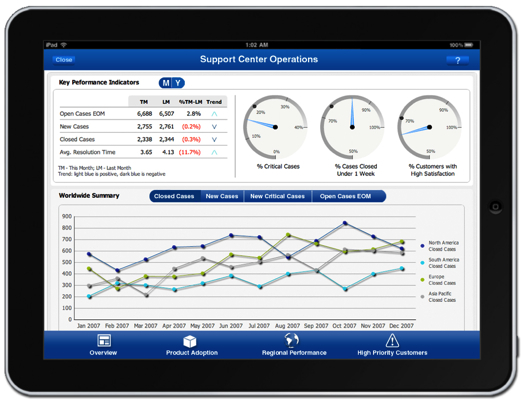 iPad 1:02 AM 100%
Close Support Center Operations ?
Key Peformance Indicators M Y
TM LM %TM-LM Trend
Open Cases EOM 6,688 6,507 2.8%
New Cases 2,755 2,761 (0.2%)
Closed Cases 2,338 2,344 (0.3%)
Avg. Resolution Time 3.65 4.13 (11.7%)
TM - This Month; LM - Last Month
Trend: light blue is positive, dark blue is negative
0% 10% 20% 30% 40%
% Critical Cases
0% 50% 90% 100%
% Cases Closed
Under 1 Week
0% 50% 70% 100%
% Customers with
High Satisfaction
Worldwide Summary Closed Cases New Cases New Critical Cases Open Cases EOM
900
800
700
600
500
400
300
200
100
0
Jan 2007 Feb 2007 Mar 2007 Apr 2007 May 2007 Jun 2007 Jul 2007 Aug 2007 Sep 2007 Oct 2007 Nov 2007 Dec 2007
North America
Closed Cases
South America
Closed Cases
Europe
Closed Cases
Asia Pacific
Closed Cases
Overview Product Adoption Regional Performance High Priority Customers